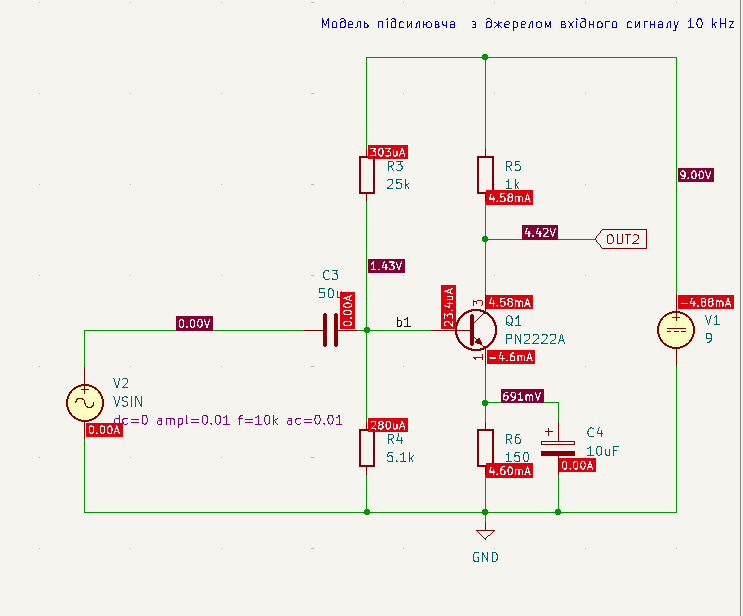 Модель підсилювча з джерелом вхідного сигналу 10 kHz
303uA
R3
25k
R5
1k
4.58mA
9.00V
4.42V
OUT2
1.43V
C3
50u
0.00A
23.4uA
3
4.58mA
-4.88mA
0.00V
b1
Q1
PN2222A
V1
9
1
-4.6mA
V2
VSIN
dc=0 ampl=0.01 f=10k ac=0.01
0.00A
691mV
280uA
R4
5.1k
R6
150
4.60mA
C4
10uF
0.00A
GND